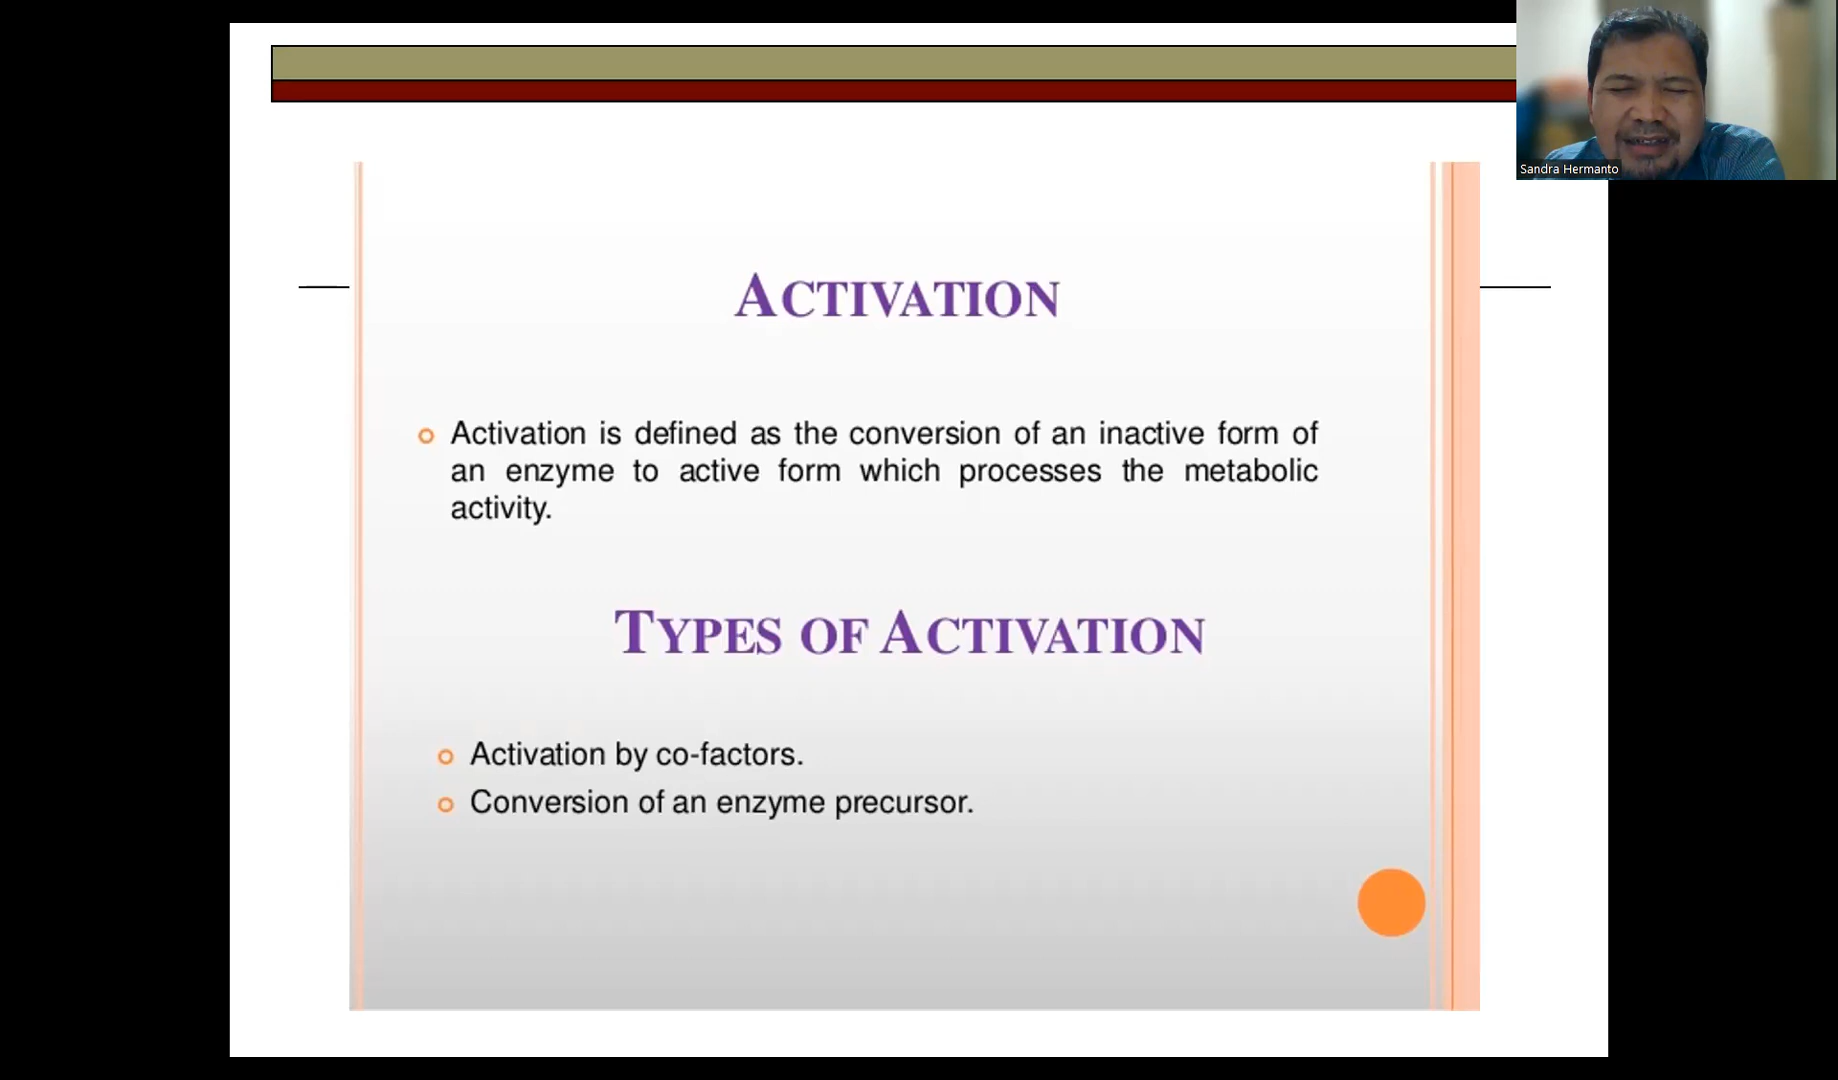 Sandra Hermanto
ACTIVATION
Activation is defined as the conversion of an inactive form of
an enzyme to active form which processes the metabolic
activity.
TYPES OF ACTIVATION
Activation by co-factors.
Conversion of an enzyme precursor.